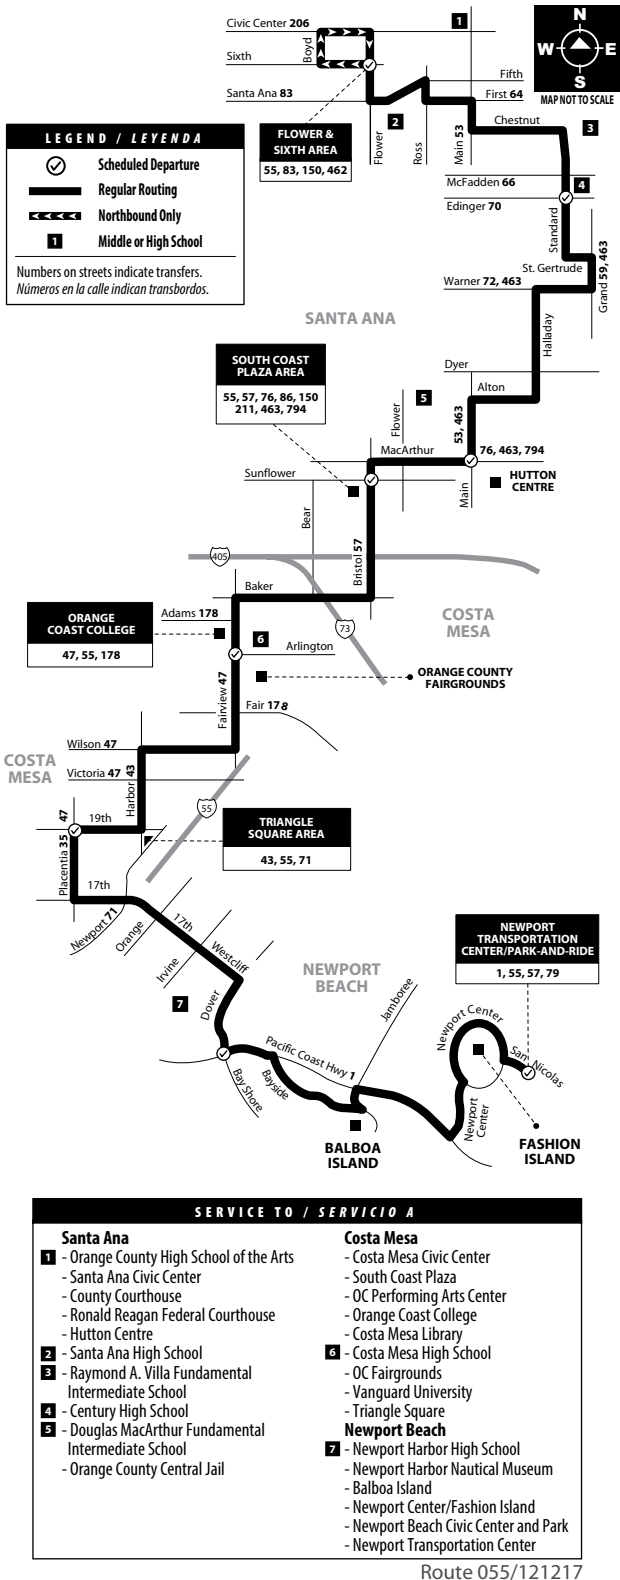 Civic Center 206
Boyd
Sixth
Santa Ana 83
1
Fifth
First 64
N
W E
S
MAP NOT TO SCALE
2
Chestnut
3
Flower
Ross
Main 53
FLOWER &
SIXTH AREA
55, 83, 150, 462
LEGEND / LEYENDA
Scheduled Departure
Regular Routing
Northbound Only
1 Middle or High School
Numbers on streets indicate transfers.
Números en la calle indican transbordos.
McFadden 66
4
Edinger 70
Standard
St. Gertrude
Grand 59, 463
Warner 72, 463
SANTA ANA
Halladay
SOUTH COAST
PLAZA AREA
55, 57, 76, 86, 150
211, 463, 794
Dyer
Alton
5
Flower
53, 463
MacArthur
76, 463, 794
Sunflower
Main
HUTTON
CENTRE
Bear
Bristol 57
405
Baker
COSTA
MESA
ORANGE
COAST COLLEGE
47, 55, 178
Adams 178
73
6
Arlington
Fairview 47
ORANGE COUNTY
FAIRGROUNDS
Fair 178
Wilson 47
COSTA
MESA
Victoria 47
Harbor 43
55
47
19th
TRIANGLE
SQUARE AREA
43, 55, 71
Placentia 35
17th
Newport 71
Orange
17th
Irvine
Westcliff
NEWPORT
TRANSPORTATION
CENTER/PARK-AND-RIDE
1, 55, 57, 79
NEWPORT
BEACH
7
Dover
Jamboree
Newport Center
San Nicolas
Pacific Coast Hwy 1
Bay Shore
Bayside
Newport
Center
BALBOA
ISLAND
FASHION
ISLAND
SERVICE TO / SERVICIO A
Santa Ana
1 - Orange County High School of the Arts
- Santa Ana Civic Center
- County Courthouse
- Ronald Reagan Federal Courthouse
- Hutton Centre
2 - Santa Ana High School
3 - Raymond A. Villa Fundamental
Intermediate School
4 - Century High School
5 - Douglas MacArthur Fundamental
Intermediate School
- Orange County Central Jail
Costa Mesa
- Costa Mesa Civic Center
- South Coast Plaza
- OC Performing Arts Center
- Orange Coast College
- Costa Mesa Library
6 - Costa Mesa High School
- OC Fairgrounds
- Vanguard University
- Triangle Square
Newport Beach
7 - Newport Harbor High School
- Newport Harbor Nautical Museum
- Balboa Island
- Newport Center/Fashion Island
- Newport Beach Civic Center and Park
- Newport Transportation Center
Route 055/121217